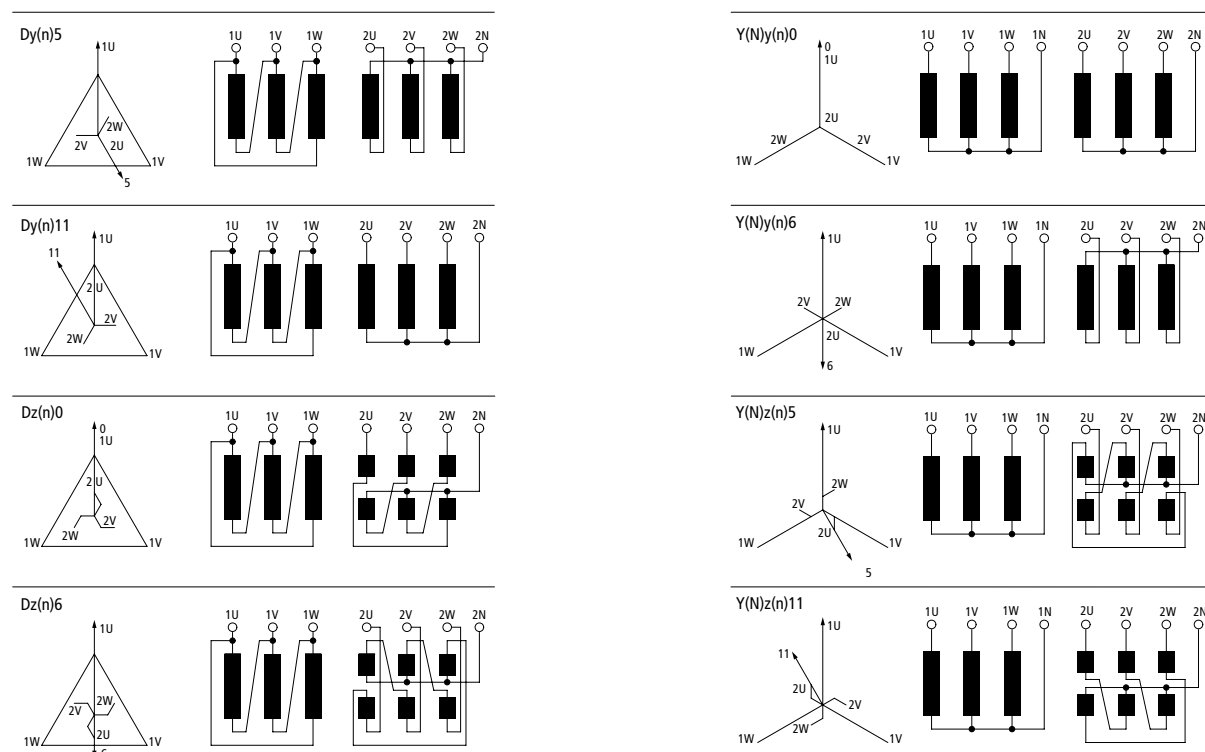 Dy(n)5
1U
2W
2V 2U
1W 1V
5
1U 1V 1W 2U 2V 2W 2N
Dy(n)11
1U
11
2U
2V
2W
1W 1V
1U 1V 1W 2U 2V 2W 2N
Dz(n)0
0
1U
2U
2V
2W
1W 1V
1U 1V 1W 2U 2V 2W 2N
Dz(n)6
1U
2V 2W
2U
1W 1V
6
1U 1V 1W 2U 2V 2W 2N
Y(N)y(n)0
0
1U
2U
2W 2V
1W 1V
1U 1V 1W 1N 2U 2V 2W 2N
Y(N)y(n)6
1U
2V 2W
2U
1W 1V
6
1U 1V 1W 1N 2U 2V 2W 2N
Y(N)z(n)5
1U
2W
2V
2U
1W 1V
5
1U 1V 1W 1N 2U 2V 2W 2N
Y(N)z(n)11
1U
11
2U
2V
2W
1W 1V
1U 1V 1W 1N 2U 2V 2W 2N